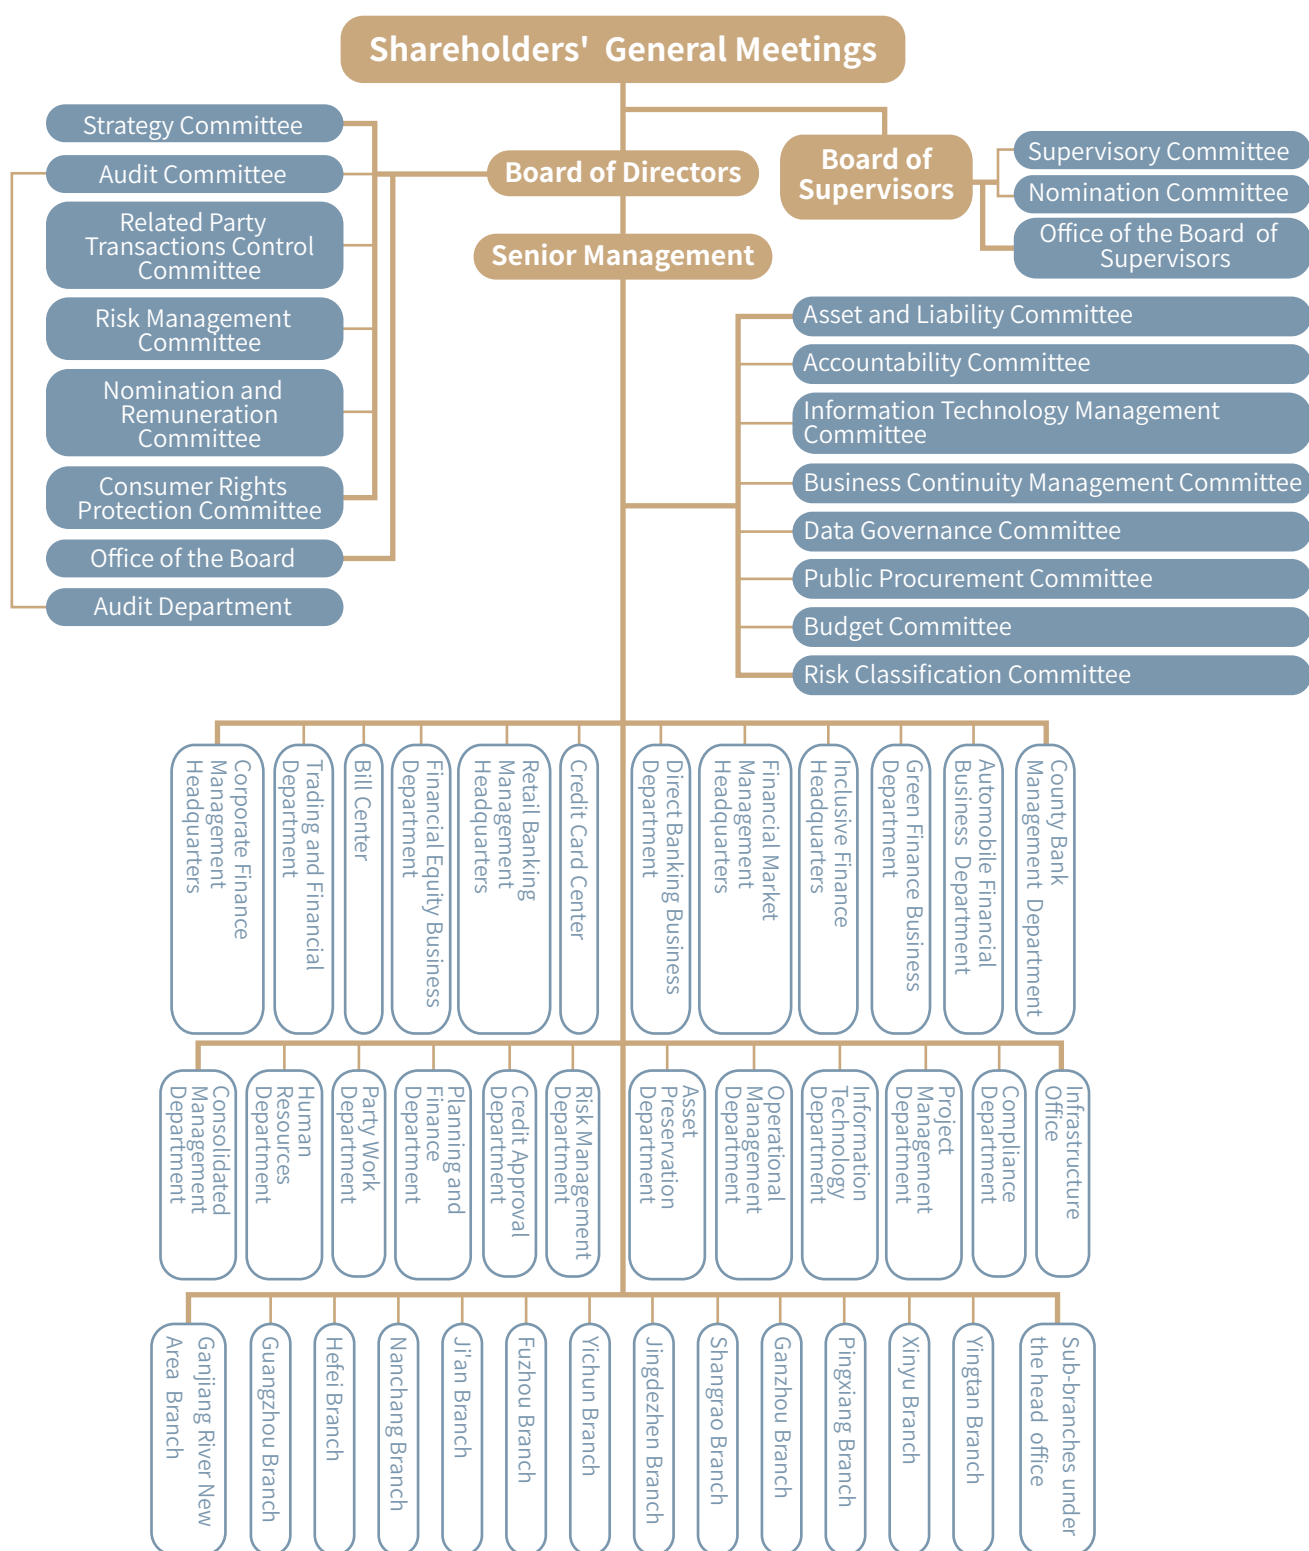 Shareholders' General Meetings
Strategy Committee
Audit Committee
Related Party
Transactions Control
Committee
Risk Management
Committee
Nomination and
Remuneration
Committee
Consumer Rights
Protection Committee
Office of the Board
Audit Department
Board of Directors
Senior Management
Board of
Supervisors
Supervisory Committee
Nomination Committee
Office of the Board of
Supervisors
Asset and Liability Committee
Accountability Committee
Information Technology Management
Committee
Business Continuity Management Committee
Data Governance Committee
Public Procurement Committee
Budget Committee
Risk Classification Committee
Corporate Finance
Management
Headquarters
Trading and Financial
Department
Bill Center
Financial Equity Business
Department
Retail Banking
Management
Headquarters
Credit Card Center
Direct Banking Business
Department
Financial Market
Management
Headquarters
Inclusive Finance
Headquarters
Green Finance Business
Department
Automobile Financial
Business Department
County Bank
Management Department
Consolidated
Management
Department
Human
Resources
Department
Party Work
Department
Planning and
Finance
Department
Credit Approval
Department
Risk Management
Department
Asset
Preservation
Department
Operational
Management
Department
Information
Technology
Department
Project
Management
Department
Compliance
Department
Infrastructure
Office
Ganjiang River New
Area Branch
Guangzhou Branch
Hefei Branch
Nanchang Branch
Ji'an Branch
Fuzhou Branch
Yichun Branch
Jingdezhen Branch
Shangrao Branch
Ganzhou Branch
Pingxiang Branch
Xinyu Branch
Yingtan Branch
Sub-branches under
the head office